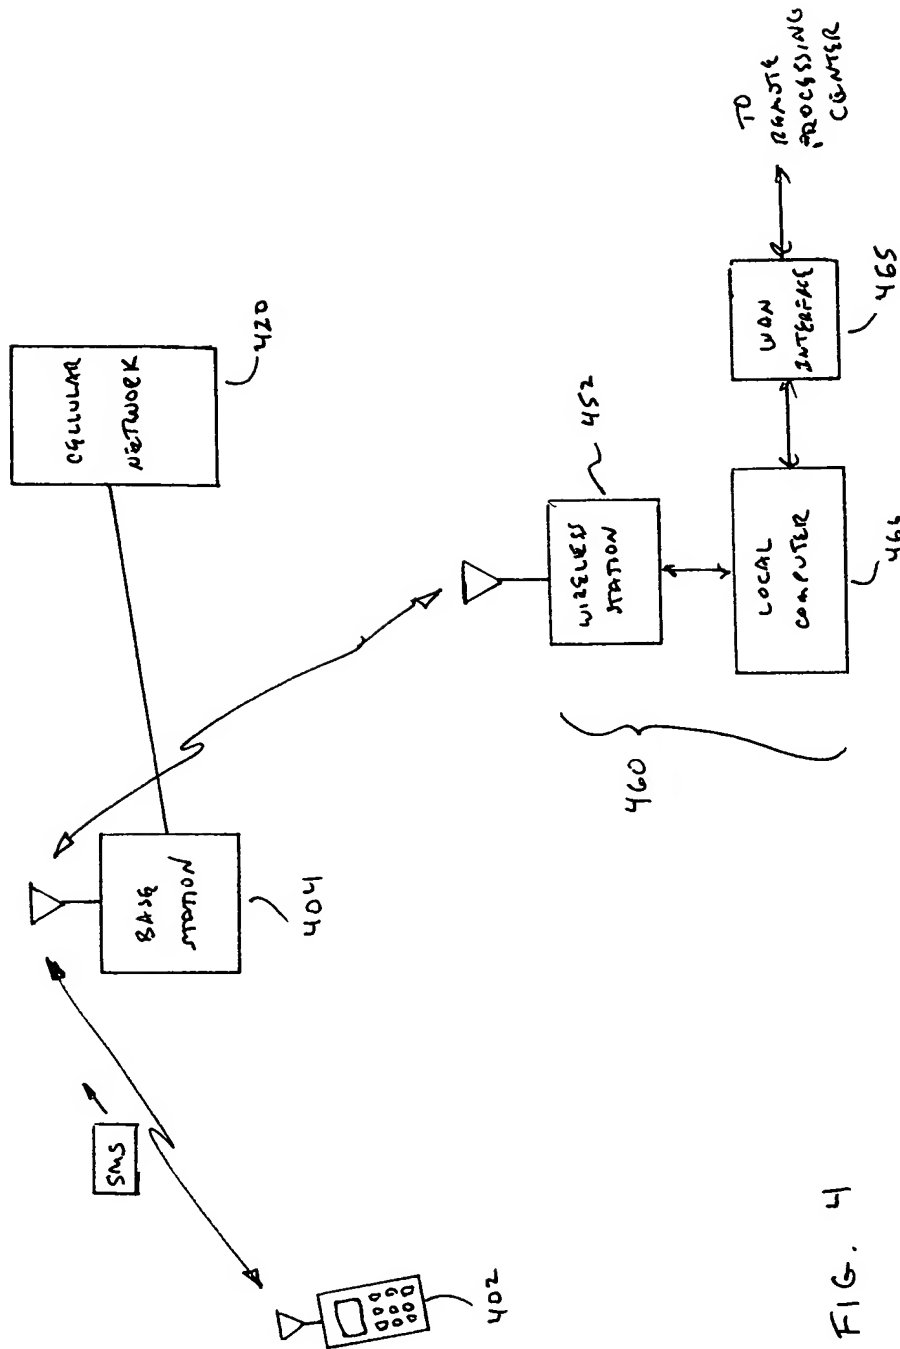 CELLULAR
NETWORK
420
BASE
STATION
404
SMS
402
WIRELESS
STATION
452
460
LOCAL
COMPUTER
466
WAN
INTERFACE
465
TO
REMOTE
PROCESSING
CENTER
FIG. 4